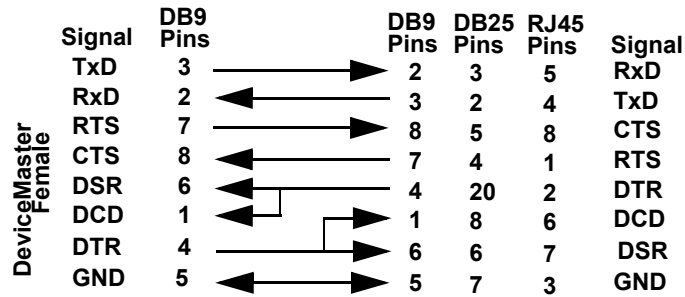 Signal DB9 Pins DB9 Pins DB25 Pins RJ45 Pins Signal
TxD 3 2 3 5 RxD
RxD 2 3 2 4 TxD
RTS 7 8 5 8 CTS
CTS 8 7 4 1 RTS
DSR 6 4 20 2 DTR
DCD 1 1 8 6 DCD
DTR 4 6 6 7 DSR
GND 5 5 7 3 GND
DeviceMaster
Female